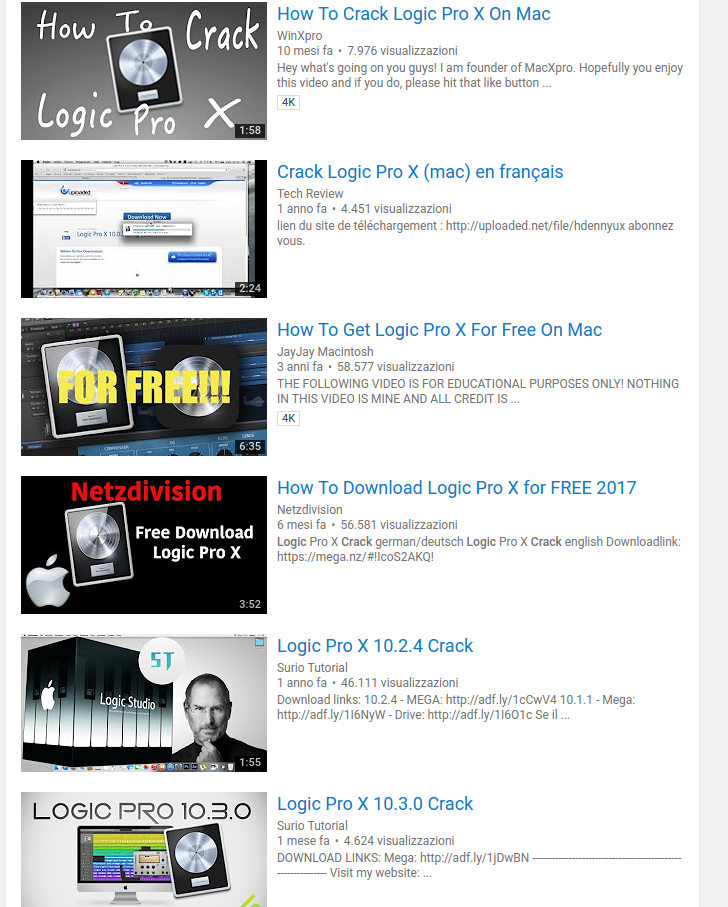 How To Crack
Logic Pro X
1:58
How To Crack Logic Pro X On Mac
WinXpro
10 mesi fa • 7.976 visualizzazioni
Hey what's going on you guys! I am founder of MacXpro. Hopefully you enjoy
this video and if you do, please hit that like button ...
4K
uploaded
Download Now
2:24
Crack Logic Pro X (mac) en français
Tech Review
1 anno fa • 4.451 visualizzazioni
lien du site de téléchargement : http://uploaded.net/file/hdennyux abonnez
vous.
FOR FREE!!!
6:35
How To Get Logic Pro X For Free On Mac
JayJay Macintosh
3 anni fa • 58.577 visualizzazioni
THE FOLLOWING VIDEO IS FOR EDUCATIONAL PURPOSES ONLY! NOTHING
IN THIS VIDEO IS MINE AND ALL CREDIT IS ...
4K
Netzdivision
Free Download
Logic Pro X
3:52
How To Download Logic Pro X for FREE 2017
Netzdivision
6 mesi fa • 56.581 visualizzazioni
Logic Pro X Crack german/deutsch Logic Pro X Crack english Downloadlink:
https://mega.nz/#!IcoS2AKQ!
ST
Logic Studio
1:55
Logic Pro X 10.2.4 Crack
Surio Tutorial
1 anno fa • 46.111 visualizzazioni
Download links: 10.2.4 - MEGA: http://adf.ly/1cCwV4 10.1.1 - Mega:
http://adf.ly/1I6NyW - Drive: http://adf.ly/1I6O1c Se il ...
LOGIC PRO 10.3.0
Logic Pro X 10.3.0 Crack
Surio Tutorial
1 mese fa • 4.624 visualizzazioni
DOWNLOAD LINKS: Mega: http://adf.ly/1jDwBN ------------------------------------------------
---------------- Visit my website: ...